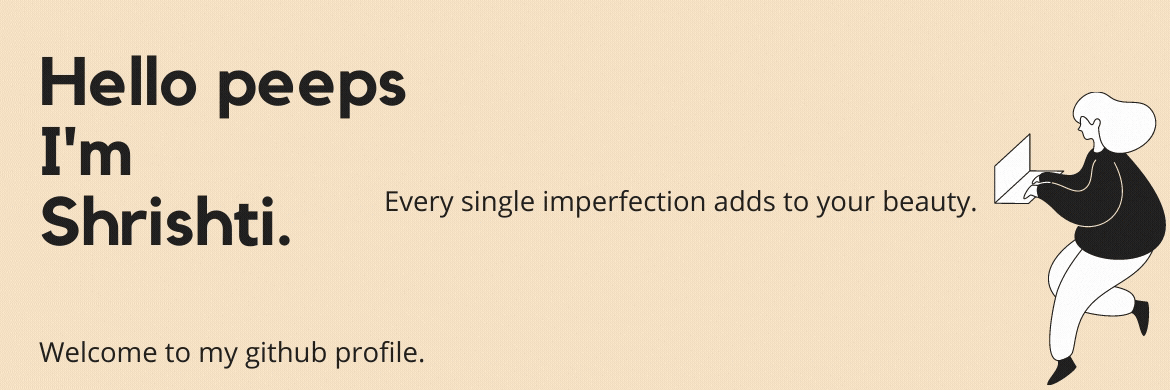 Hello peeps
I'm
Shrishti.
Every single imperfection adds to your beauty.
Welcome to my github profile.